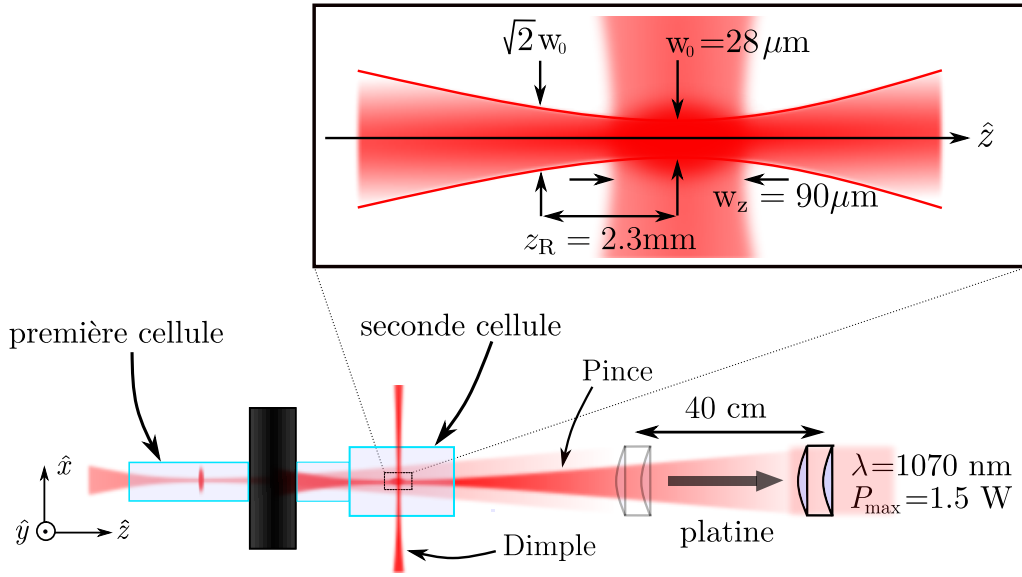 √2 w₀
w₀ =28 μm
ẑ
w_z = 90μm
z_R = 2.3mm
première cellule
seconde cellule
Pince
40 cm
x̂
ŷ
ẑ
λ=1070 nm
P_max =1.5 W
platine
Dimple